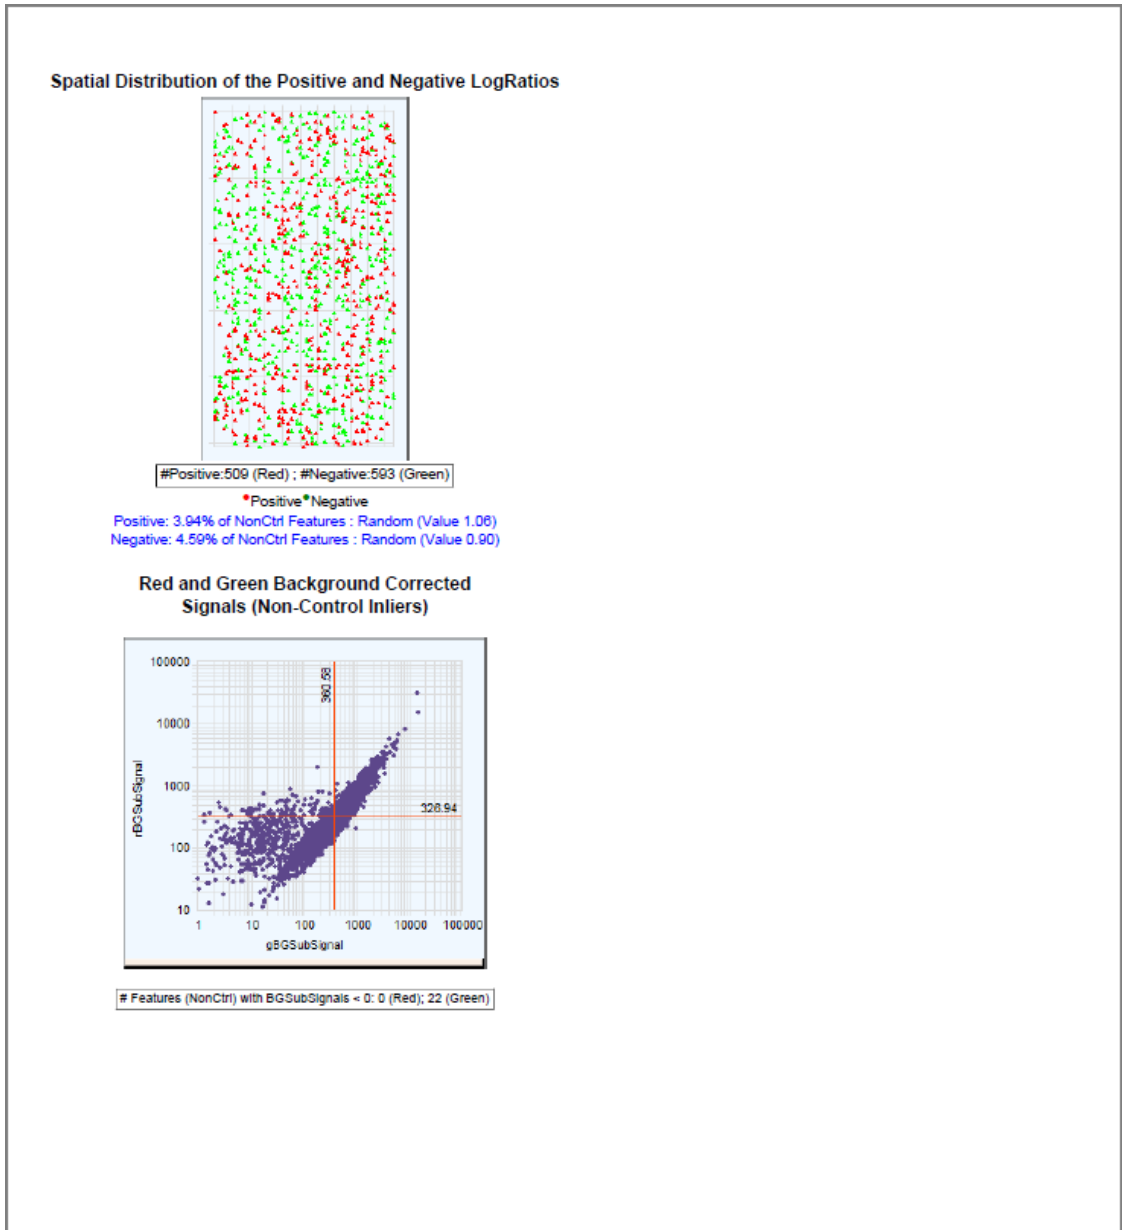 Spatial Distribution of the Positive and Negative LogRatios
#Positive:509 (Red) ; #Negative:593 (Green)
Positive Negative
Positive: 3.94% of NonCtrl Features : Random (Value 1.06)
Negative: 4.59% of NonCtrl Features : Random (Value 0.90)
Red and Green Background Corrected
Signals (Non-Control Inliers)
100000
10000
1000
100
10
rBGSubSignal
360.58
326.94
1 10 100 1000 10000 100000
gBGSubSignal
# Features (NonCtrl) with BGSubSignals < 0: 0 (Red); 22 (Green)